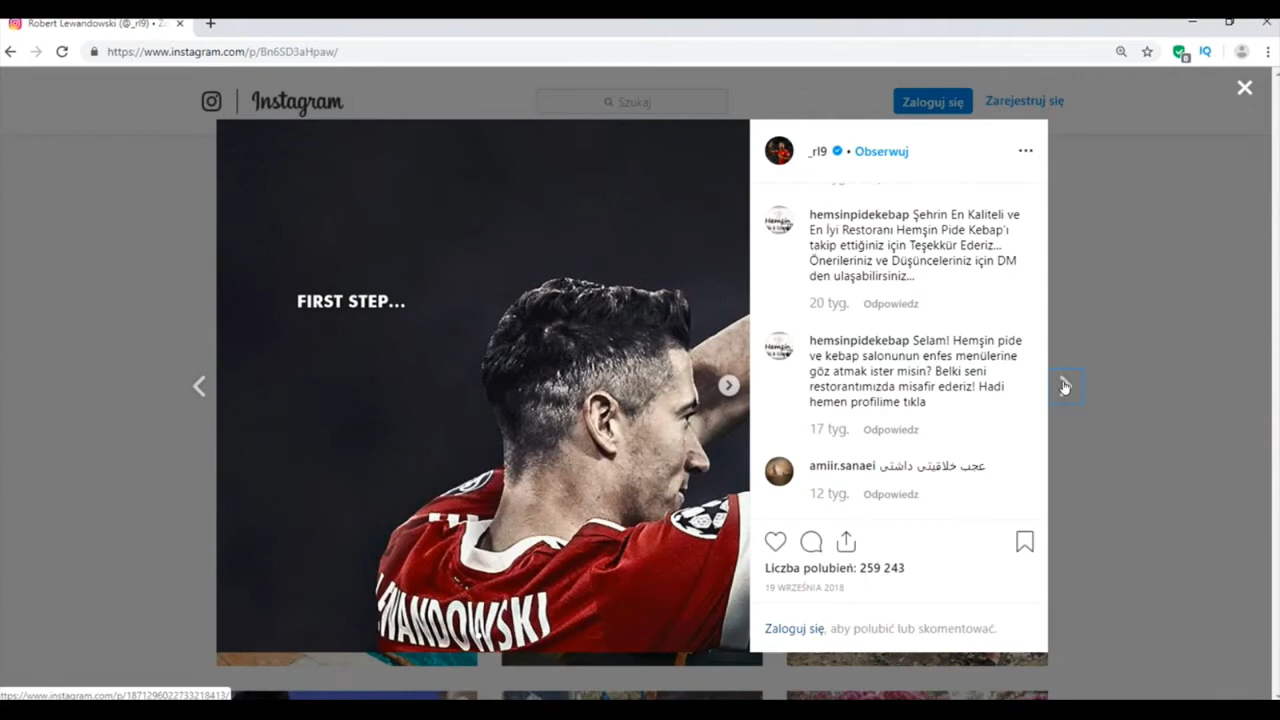 Robert Lewandowski (@_rl9) •
https://www.instagram.com/p/Bn6SD3aHpaw/
IQ
Instagram
Szukaj
Zaloguj się
Zarejestruj się
_rl9 • Obserwuj
hemsinpidekebap Şehrin En Kaliteli ve
En İyi Restoranı Hemşin Pide Kebap'ı
takip ettiğiniz için Teşekkür Ederiz...
Önerileriniz ve Düşünceleriniz için DM
den ulaşabilirsiniz...
20 tyg. Odpowiedz
FIRST STEP...
hemsinpidekebap Selam! Hemşin pide
ve kebap salonunun enfes menülerine
göz atmak ister misin? Belki seni
restorantımızda misafir ederiz! Hadi
hemen profilime tıkla
17 tyg. Odpowiedz
amiir.sanaei عجب خلاقیتی داشتی
12 tyg. Odpowiedz
Liczba polubień: 259 243
19 WRZEŚNIA 2018
LEWANDOWSKI
Zaloguj się, aby polubić lub skomentować.
https://www.instagram.com/p/1871296022733218413/